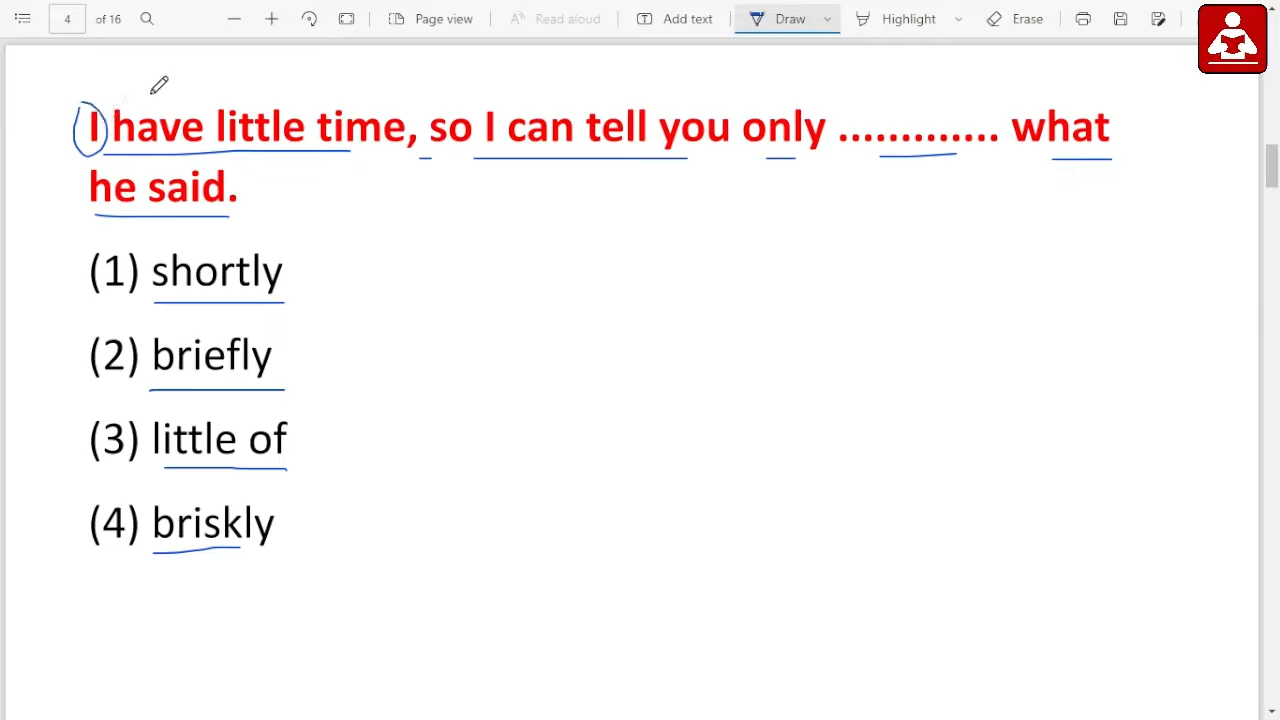 4 of 16 Page view Read aloud Add text Draw Highlight Erase
I have little time, so I can tell you only ............. what
he said.
(1) shortly
(2) briefly
(3) little of
(4) briskly